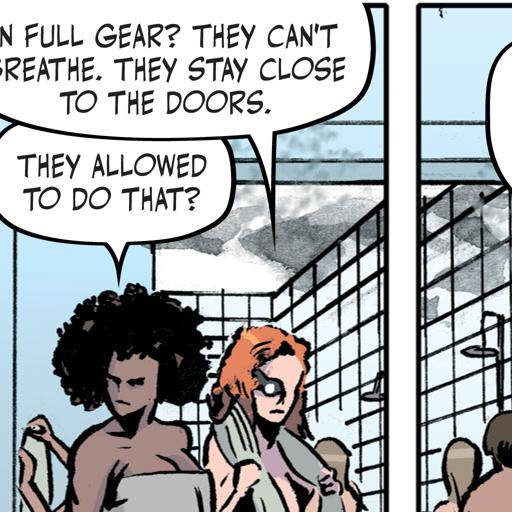 N FULL GEAR? THEY CAN'T
BREATHE. THEY STAY CLOSE
TO THE DOORS.
THEY ALLOWED
TO DO THAT?